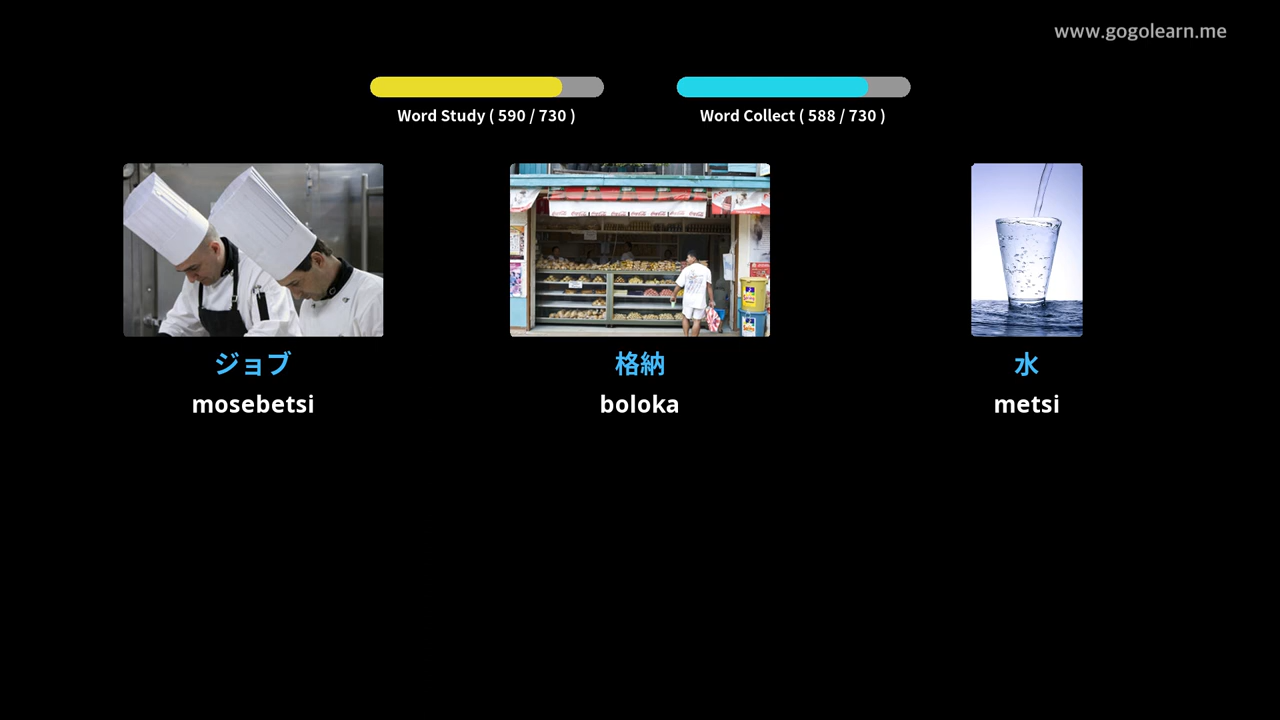 www.gogolearn.me
Word Study ( 590 / 730 )
Word Collect ( 588 / 730 )
ジョブ
格納
水
mosebetsi
boloka
metsi